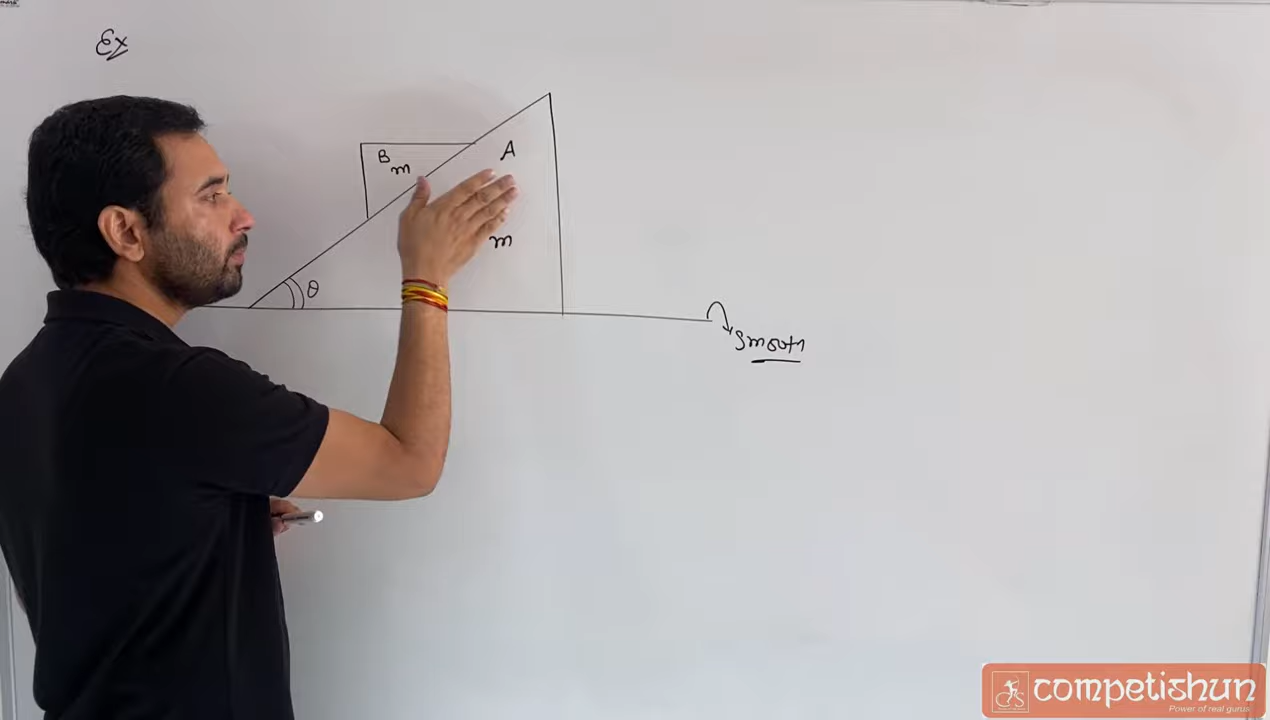 Ex
B
m
A
m
θ
Smooth
competishun
Power of real gurus